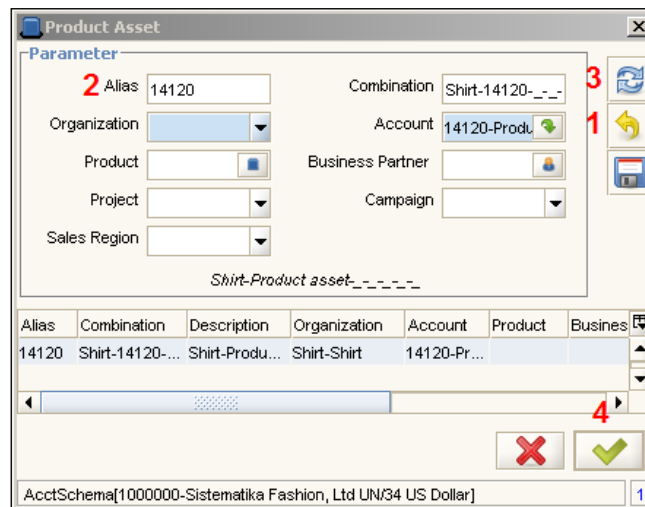 Product Asset
Parameter
2 Alias 14120 Combination Shirt-14120-_-_- 3
Organization Account 14120-Produ 1
Product Business Partner
Project Campaign
Sales Region
Shirt-Product asset-_-_-_-_-_
Alias Combination Description Organization Account Product Busines
14120 Shirt-14120-... Shirt-Produ... Shirt-Shirt 14120-Pr...
4
AcctSchema[1000000-Sistematika Fashion, Ltd UN/34 US Dollar] 1